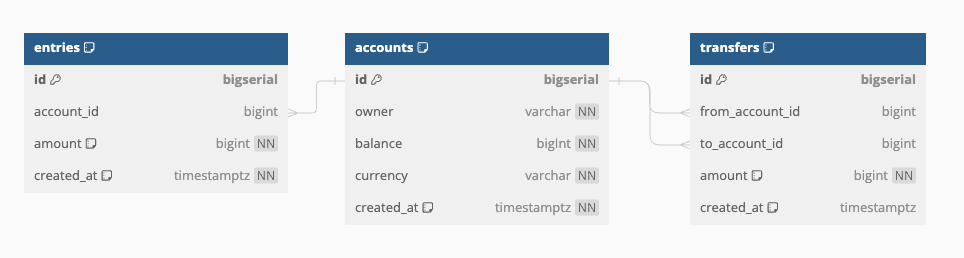 entries
id bigserial
account_id bigint
amount bigint NN
created_at timestamptz NN
accounts
id bigserial
owner varchar NN
balance bigInt NN
currency varchar NN
created_at timestamptz NN
transfers
id bigserial
from_account_id bigint
to_account_id bigint
amount bigint NN
created_at timestamptz